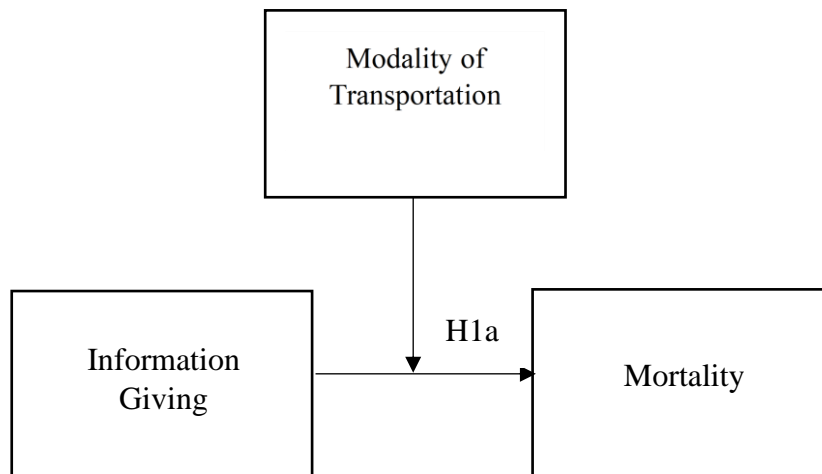 Modality of
Transportation
H1a
Information
Giving
Mortality